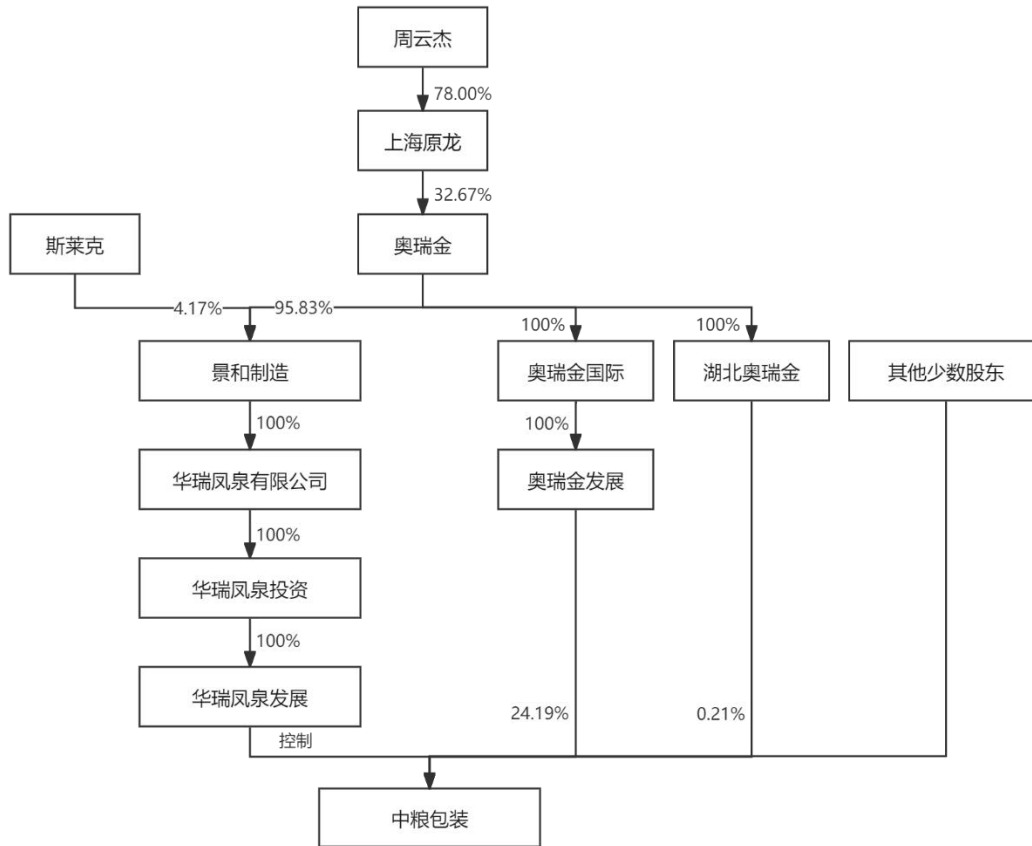 周云杰
78.00%
上海原龙
32.67%
斯莱克
奥瑞金
4.17%
95.83%
100%
100%
景和制造
奥瑞金国际
湖北奥瑞金
其他少数股东
100%
100%
华瑞凤泉有限公司
奥瑞金发展
100%
华瑞凤泉投资
100%
华瑞凤泉发展
24.19%
0.21%
控制
中粮包装